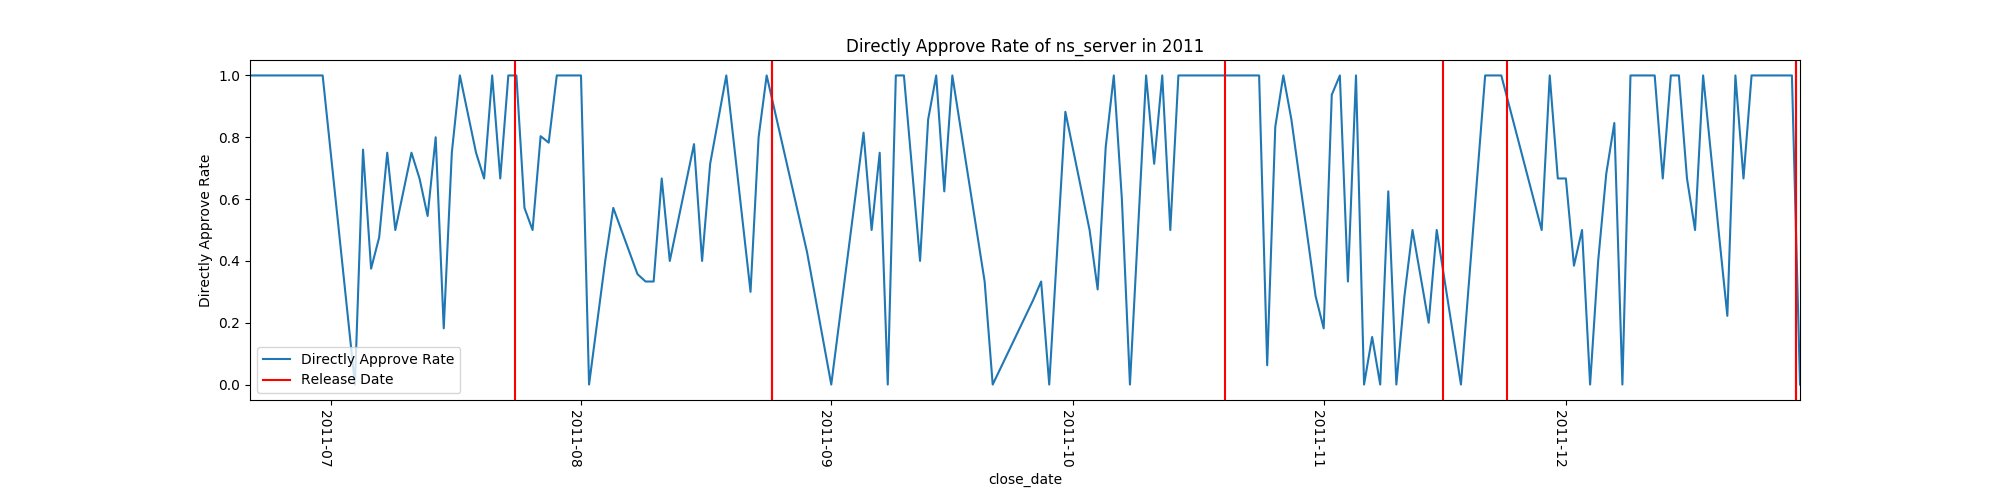 Directly Approve Rate of ns_server in 2011
Directly Approve Rate
1.0
0.8
0.6
0.4
0.2
0.0
Directly Approve Rate
Release Date
2011-07
2011-08
2011-09
2011-10
2011-11
2011-12
close_date